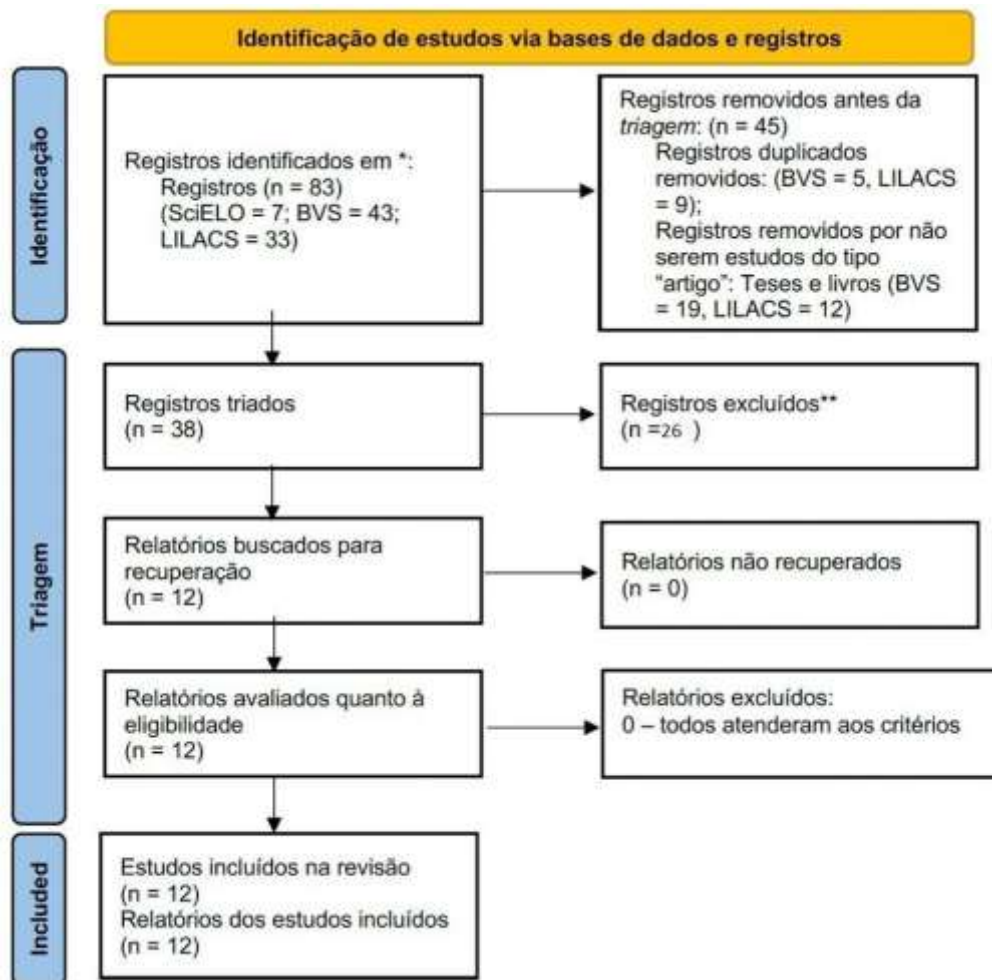 Identificação de estudos via bases de dados e registros
Identificação
Registros identificados em *:
Registros (n = 83)
(SciELO = 7; BVS = 43;
LILACS = 33)
Registros removidos antes da
triagem: (n = 45)
Registros duplicados
removidos: (BVS = 5, LILACS
= 9);
Registros removidos por não
serem estudos do tipo
“artigo”: Teses e livros (BVS
= 19, LILACS = 12)
Triagem
Registros triados
(n = 38)
Registros excluídos**
(n =26 )
Relatórios buscados para
recuperação
(n = 12)
Relatórios não recuperados
(n = 0)
Relatórios avaliados quanto à
eligibilidade
(n = 12)
Relatórios excluídos:
0 – todos atenderam aos critérios
Included
Estudos incluídos na revisão
(n = 12)
Relatórios dos estudos incluídos
(n = 12)